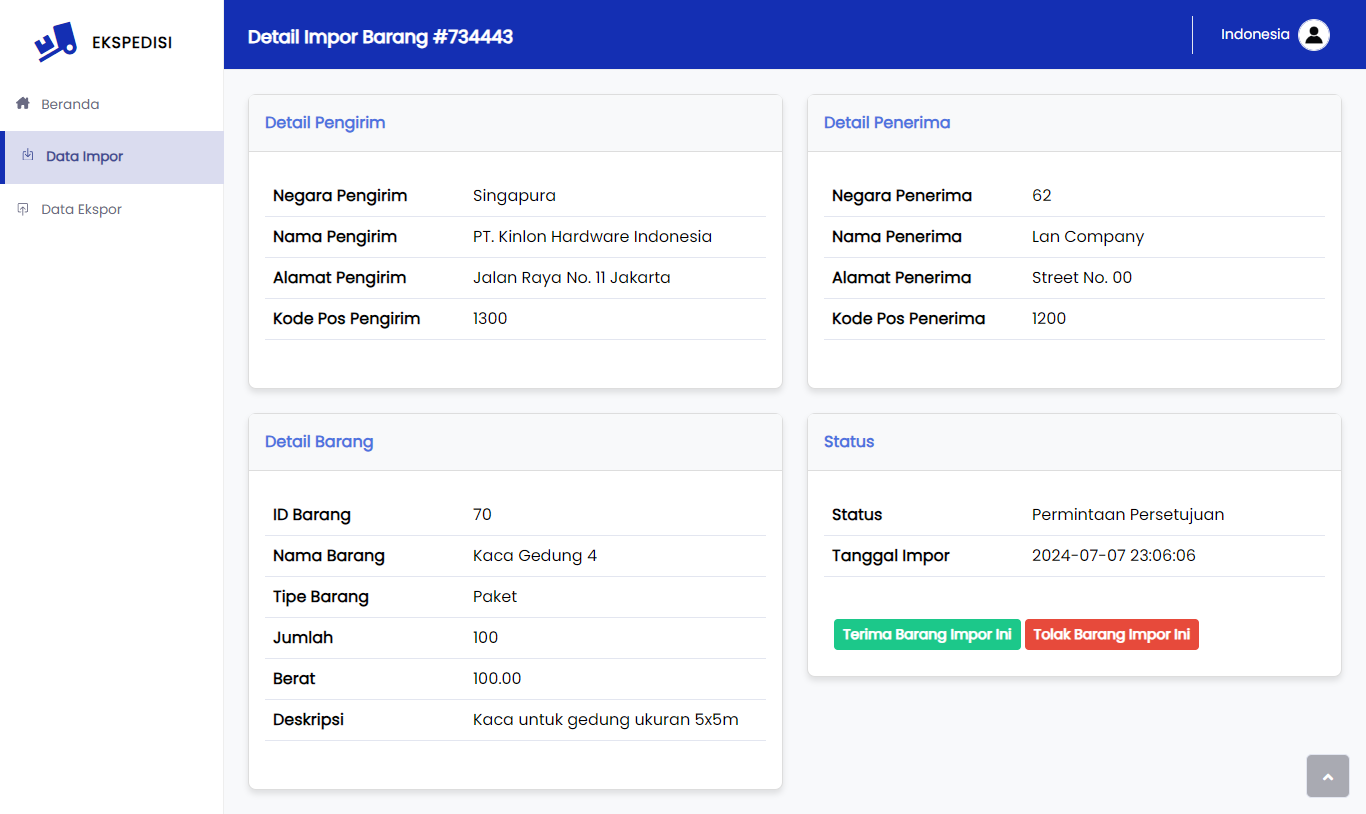 EKSPEDISI
Detail Impor Barang #734443
Indonesia
Beranda
Data Impor
Data Ekspor
Detail Pengirim
Negara Pengirim Singapura
Nama Pengirim PT. Kinlon Hardware Indonesia
Alamat Pengirim Jalan Raya No. 11 Jakarta
Kode Pos Pengirim 1300
Detail Penerima
Negara Penerima 62
Nama Penerima Lan Company
Alamat Penerima Street No. 00
Kode Pos Penerima 1200
Detail Barang
ID Barang 70
Nama Barang Kaca Gedung 4
Tipe Barang Paket
Jumlah 100
Berat 100.00
Deskripsi Kaca untuk gedung ukuran 5x5m
Status
Status Permintaan Persetujuan
Tanggal Impor 2024-07-07 23:06:06
Terima Barang Impor Ini Tolak Barang Impor Ini